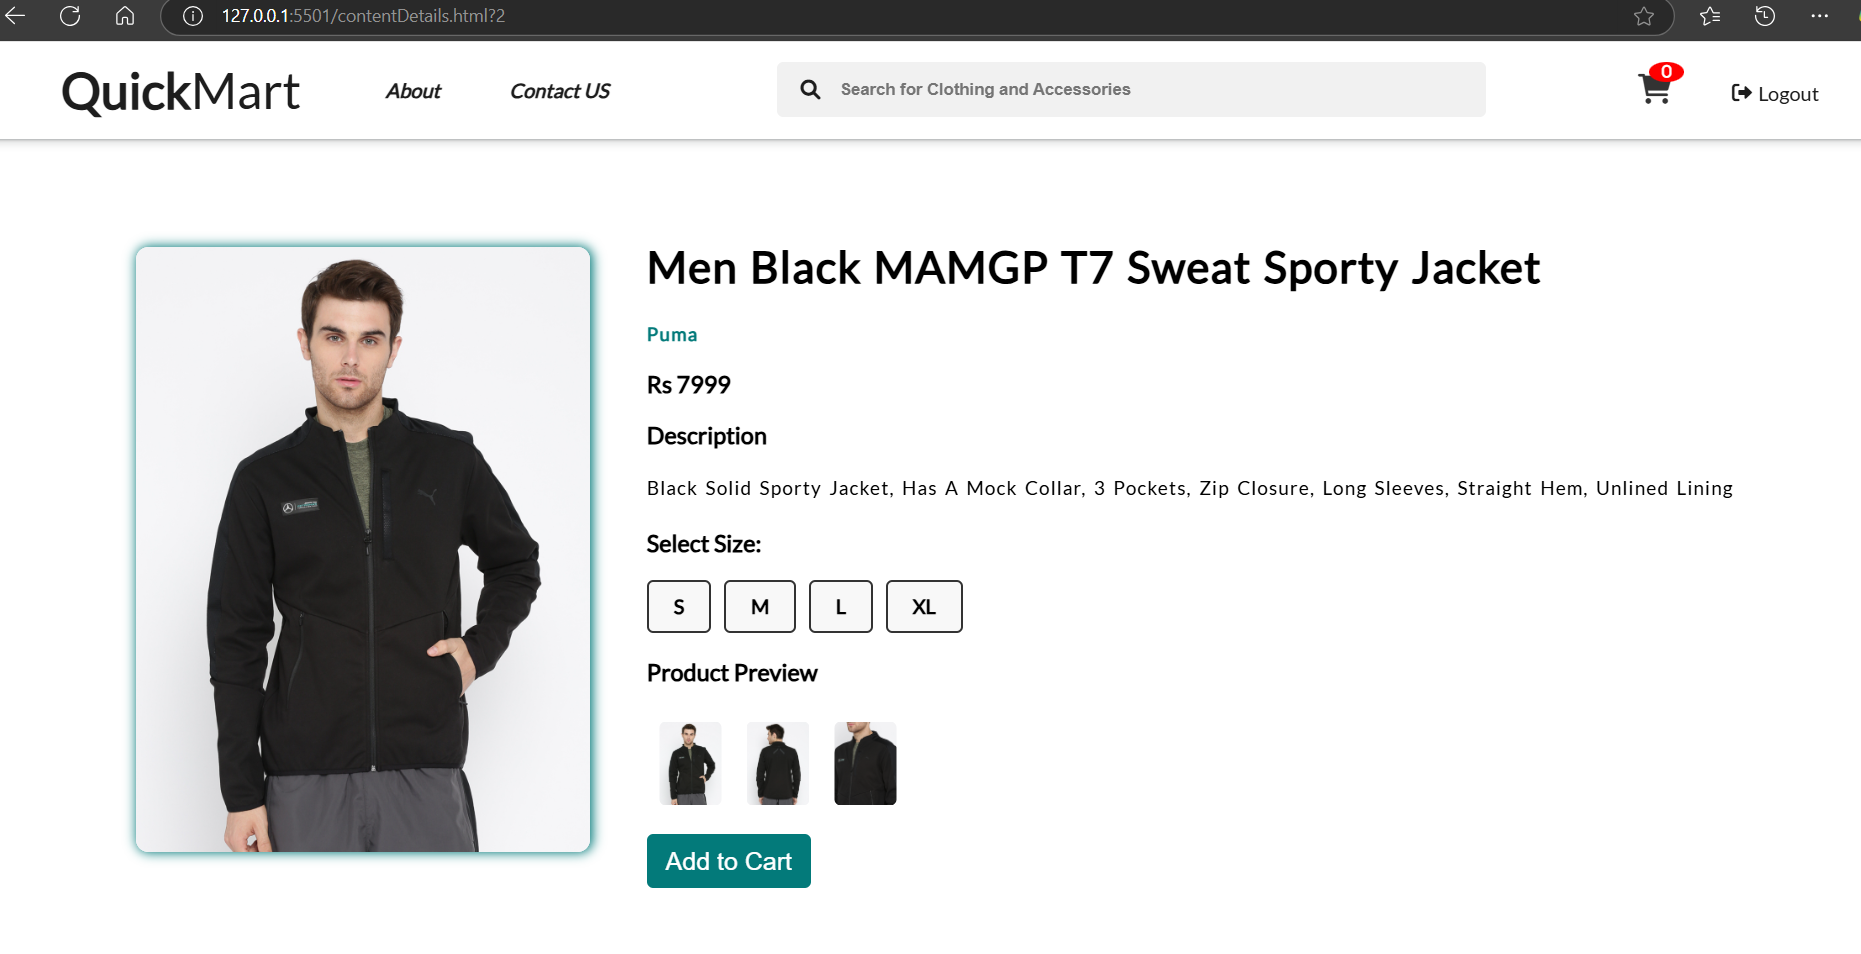 127.0.0.1:5501/contentDetails.html?2
QuickMart
About
Contact US
Search for Clothing and Accessories
0
Logout
Men Black MAMGP T7 Sweat Sporty Jacket
Puma
Rs 7999
Description
Black Solid Sporty Jacket, Has A Mock Collar, 3 Pockets, Zip Closure, Long Sleeves, Straight Hem, Unlined Lining
Select Size:
S M L XL
Product Preview
Add to Cart